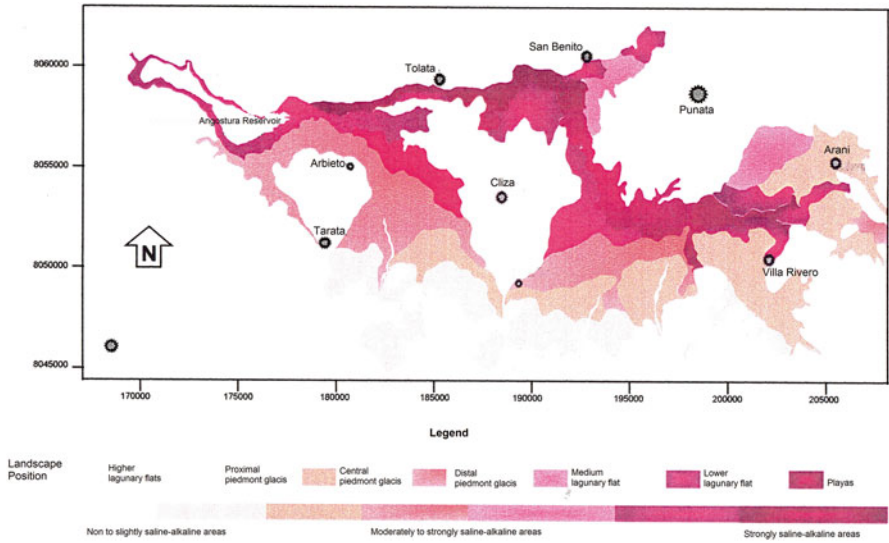 8060000
8055000
8050000
8045000
San Benito
Tolata
Punata
Angostura Reservoir
Arani
Arbieto
Cliza
Tarata
N
Villa Rivero
170000 175000 180000 185000 190000 195000 200000 205000
Legend
Landscape
Position
Higher
lagunary flats
Proximal
piedmont glacis
Central
piedmont glacis
Distal
piedmont glacis
Medium
lagunary flat
Lower
lagunary flat
Playas
Non to slightly saline-alkaline areas
Moderately to strongly saline-alkaline areas
Strongly saline-alkaline areas